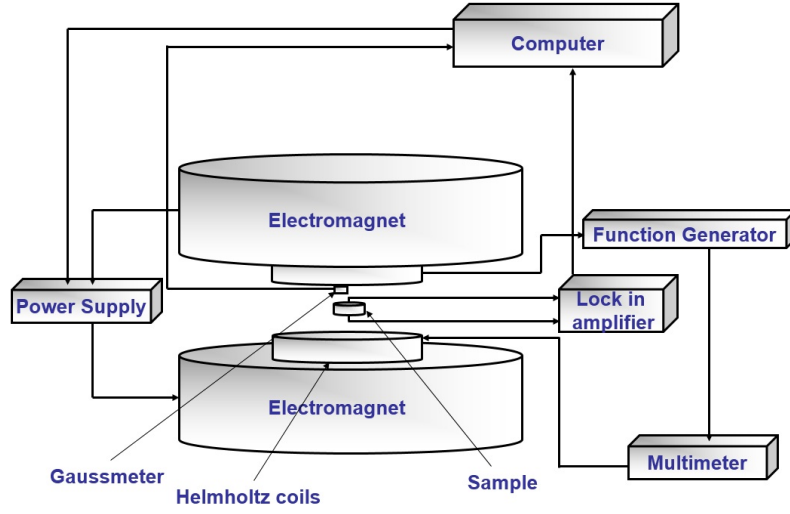 Computer
Electromagnet
Function Generator
Power Supply
Lock in
amplifier
Electromagnet
Multimeter
Gaussmeter
Helmholtz coils
Sample